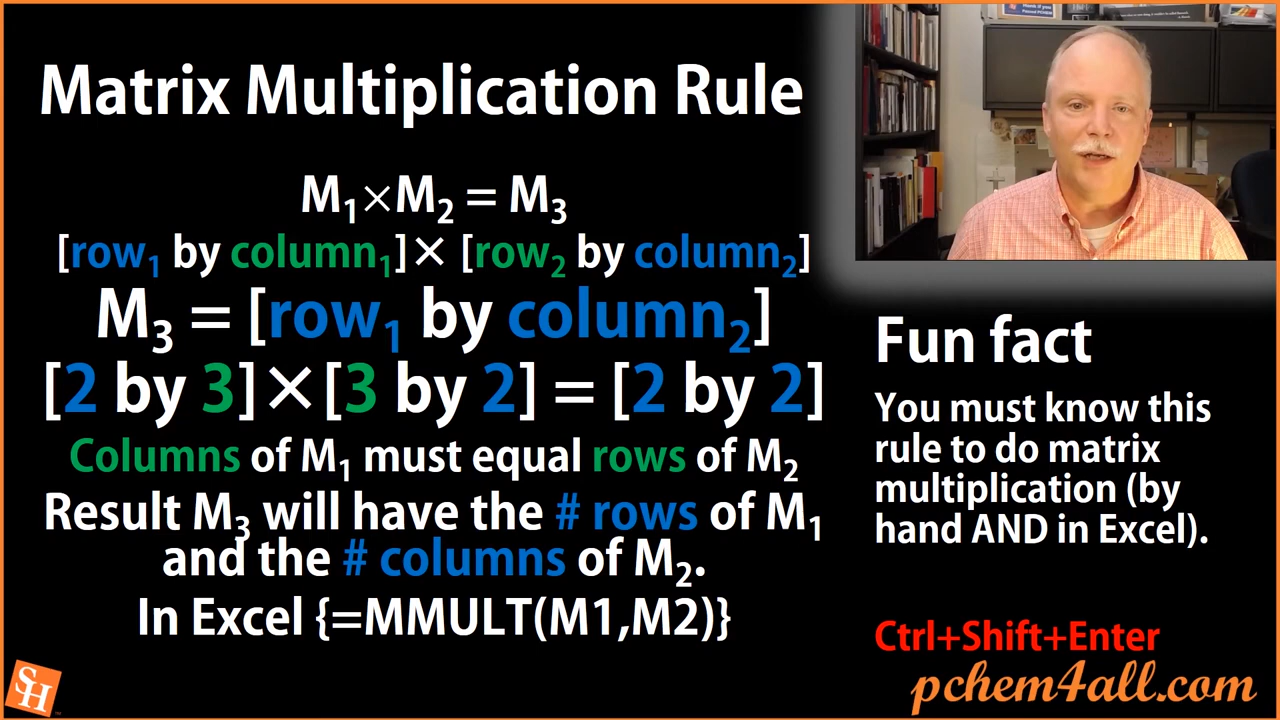 Matrix Multiplication Rule
M₁×M₂ = M₃
[row₁ by column₁]× [row₂ by column₂]
M₃ = [row₁ by column₂]
[2 by 3]×[3 by 2] = [2 by 2]
Columns of M₁ must equal rows of M₂
Result M₃ will have the # rows of M₁
and the # columns of M₂.
In Excel {=MMULT(M1,M2)}
Fun fact
You must know this
rule to do matrix
multiplication (by
hand AND in Excel).
Ctrl+Shift+Enter
pchem4all.com
SH